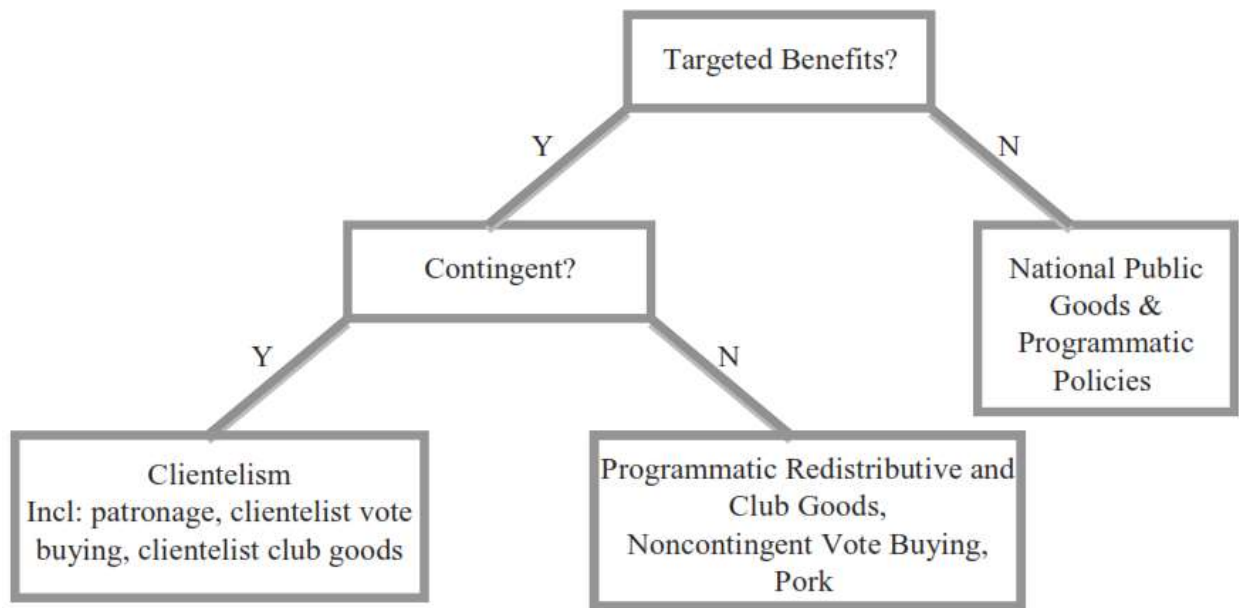 Targeted Benefits?
Y
N
Contingent?
National Public
Goods &
Programmatic
Policies
Y
N
Clientelism
Incl: patronage, clientelist vote
buying, clientelist club goods
Programmatic Redistributive and
Club Goods,
Noncontingent Vote Buying,
Pork